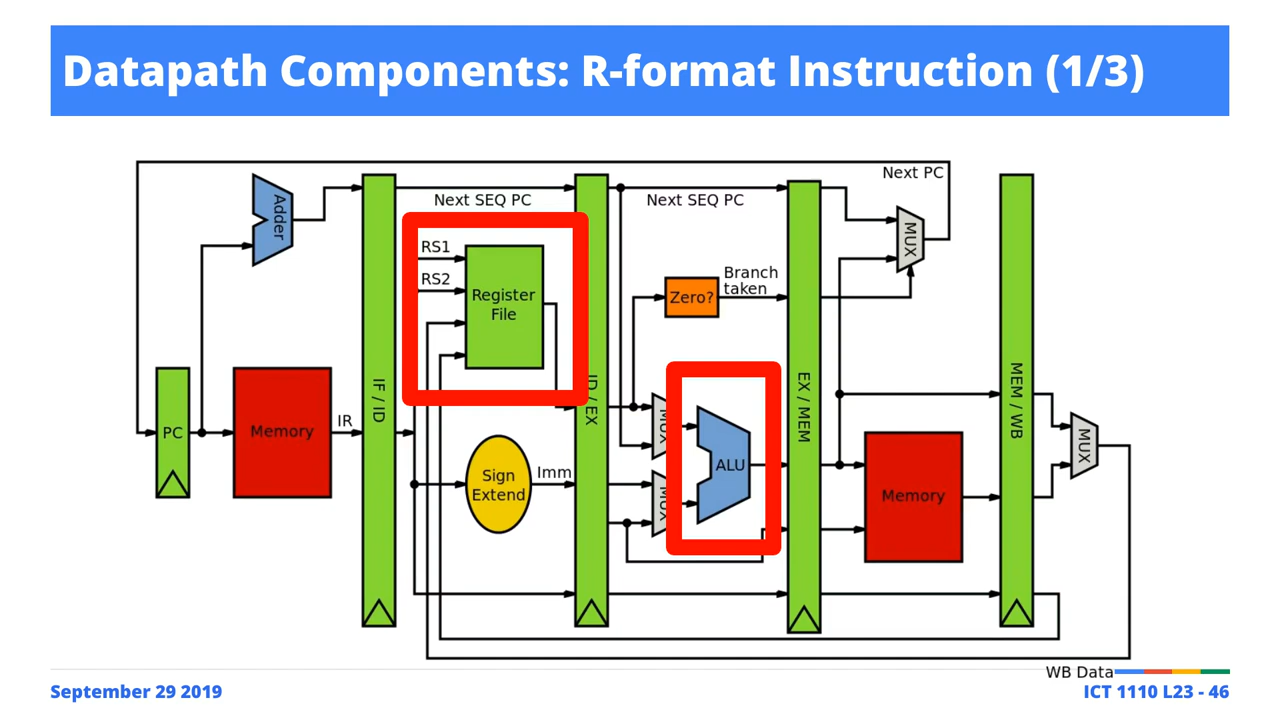 Datapath Components: R-format Instruction (1/3)
Next PC
Adder
Next SEQ PC
Next SEQ PC
MUX
RS1
RS2
Register
File
Zero?
Branch
taken
PC
Memory
IR
IF / ID
ID / EX
EX / MEM
MEM / WB
MUX
MUX
ALU
Sign
Extend
Imm
Memory
MUX
WB Data
September 29 2019
ICT 1110 L23 - 46